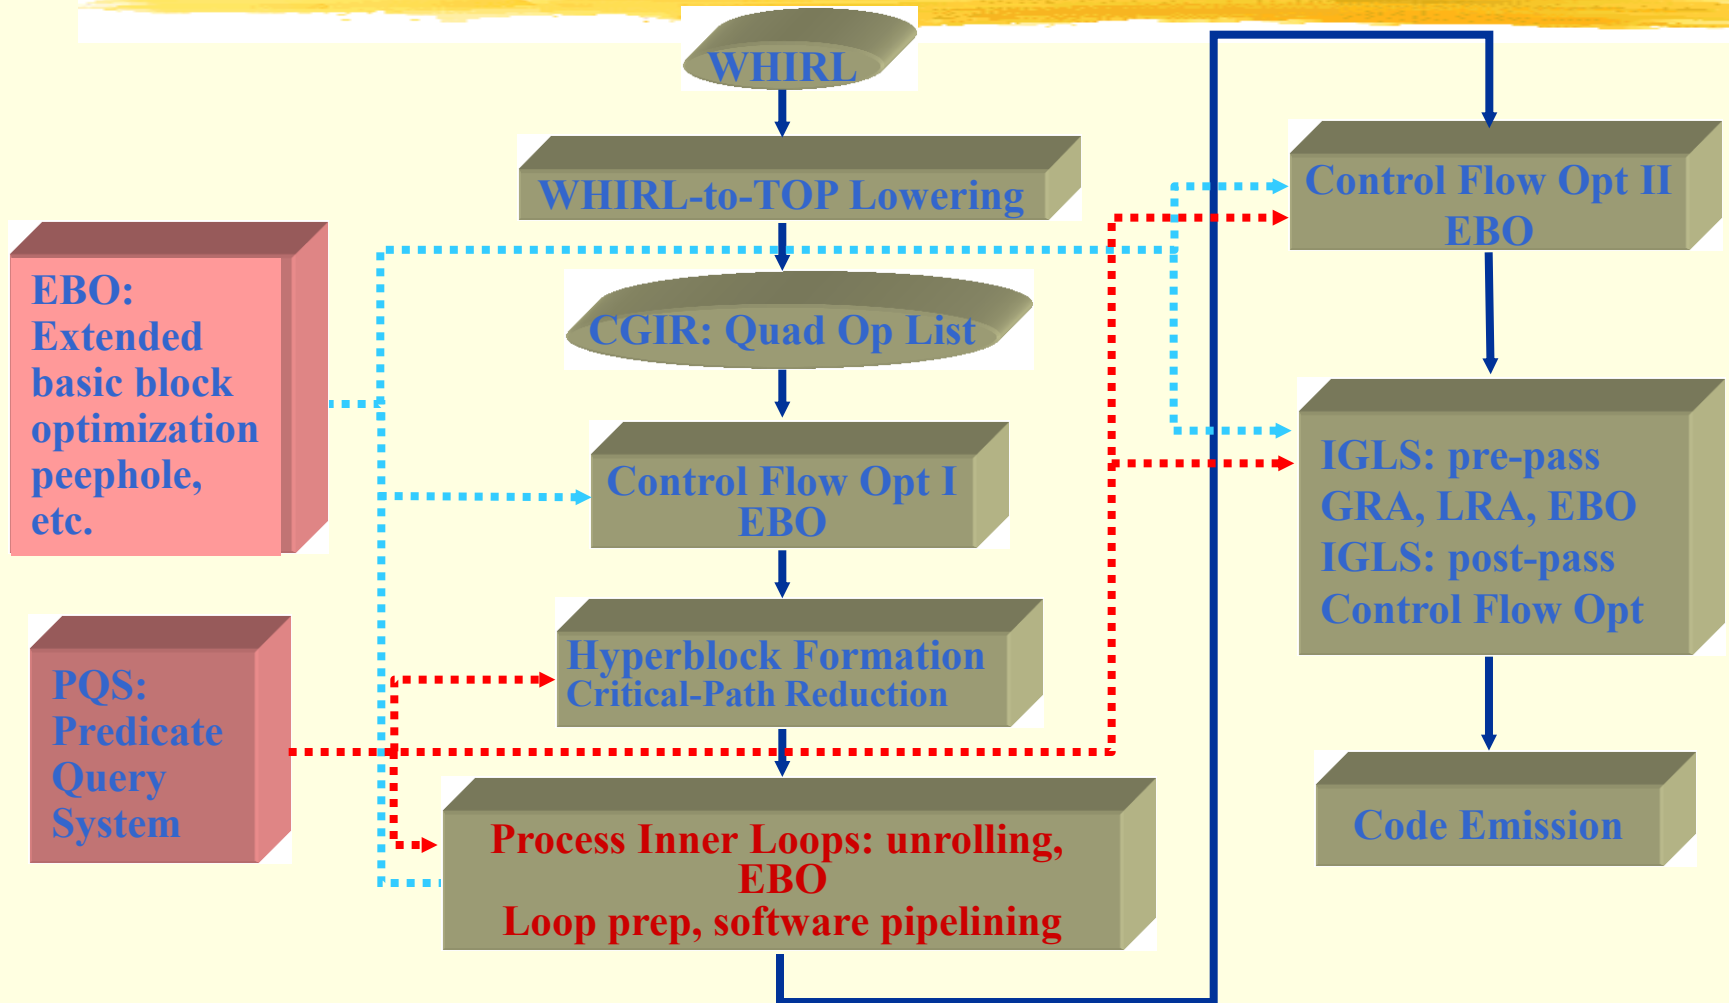 WHIRL
WHIRL-to-TOP Lowering
CGIR: Quad Op List
Control Flow Opt I
EBO
Hyperblock Formation
Critical-Path Reduction
Process Inner Loops: unrolling,
EBO
Loop prep, software pipelining
EBO:
Extended
basic block
optimization
peephole,
etc.
PQS:
Predicate
Query
System
Control Flow Opt II
EBO
IGLS: pre-pass
GRA, LRA, EBO
IGLS: post-pass
Control Flow Opt
Code Emission